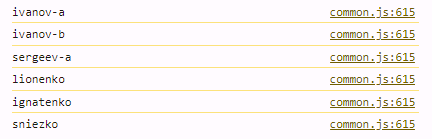 ivanov-a common.js:615
ivanov-b common.js:615
sergeev-a common.js:615
lionenko common.js:615
ignatenko common.js:615
sniezko common.js:615